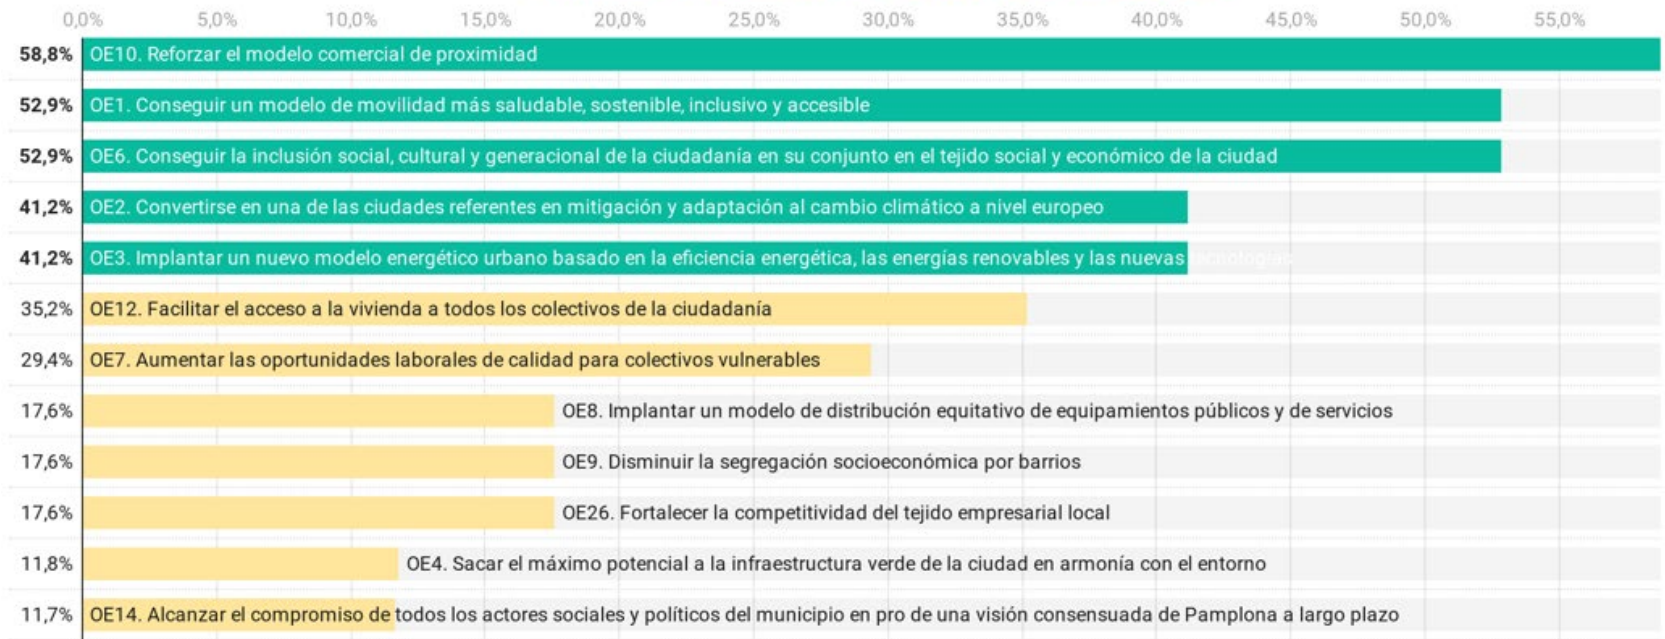 0,0% 5,0% 10,0% 15,0% 20,0% 25,0% 30,0% 35,0% 40,0% 45,0% 50,0% 55,0%
58,8% OE10. Reforzar el modelo comercial de proximidad
52,9% OE1. Conseguir un modelo de movilidad más saludable, sostenible, inclusivo y accesible
52,9% OE6. Conseguir la inclusión social, cultural y generacional de la ciudadanía en su conjunto en el tejido social y económico de la ciudad
41,2% OE2. Convertirse en una de las ciudades referentes en mitigación y adaptación al cambio climático a nivel europeo
41,2% OE3. Implantar un nuevo modelo energético urbano basado en la eficiencia energética, las energías renovables y las nuevas tecnologías
35,2% OE12. Facilitar el acceso a la vivienda a todos los colectivos de la ciudadanía
29,4% OE7. Aumentar las oportunidades laborales de calidad para colectivos vulnerables
17,6% OE8. Implantar un modelo de distribución equitativo de equipamientos públicos y de servicios
17,6% OE9. Disminuir la segregación socioeconómica por barrios
17,6% OE26. Fortalecer la competitividad del tejido empresarial local
11,8% OE4. Sacar el máximo potencial a la infraestructura verde de la ciudad en armonía con el entorno
11,7% OE14. Alcanzar el compromiso de todos los actores sociales y políticos del municipio en pro de una visión consensuada de Pamplona a largo plazo